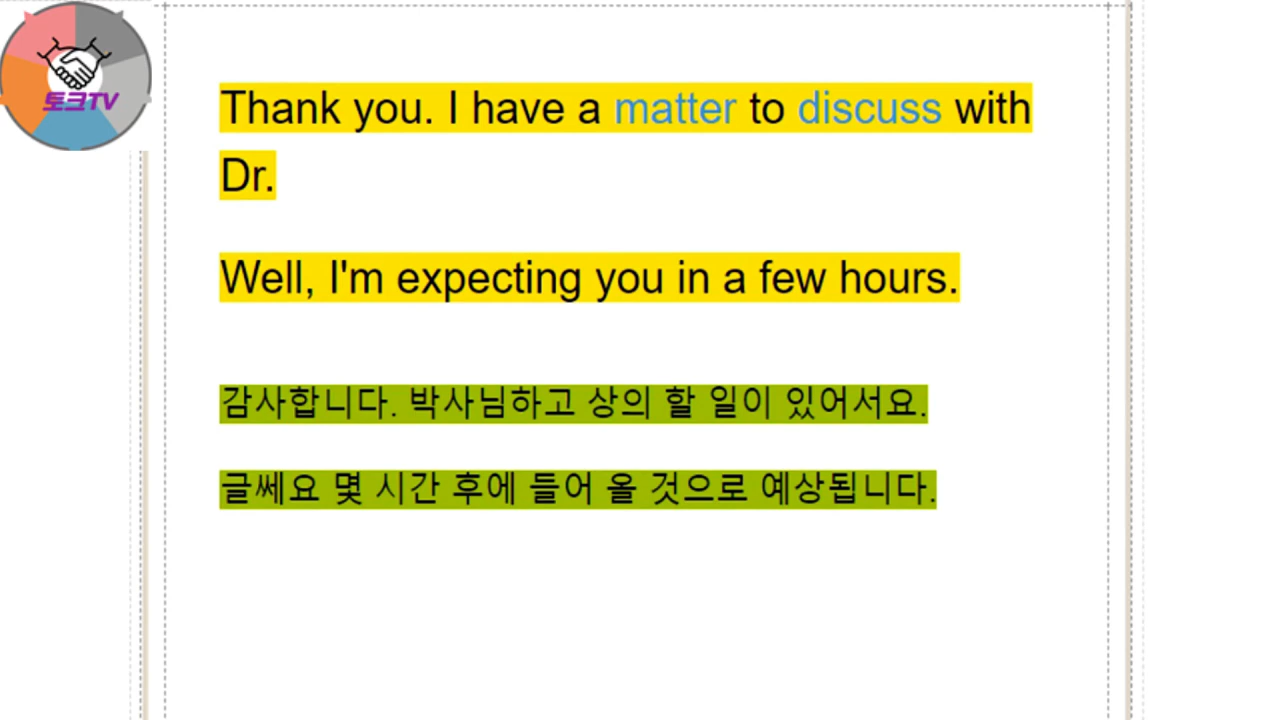 토크TV
Thank you. I have a matter to discuss with
Dr.
Well, I'm expecting you in a few hours.
감사합니다. 박사님하고 상의 할 일이 있어서요.
글쎄요 몇 시간 후에 들어 올 것으로 예상됩니다.